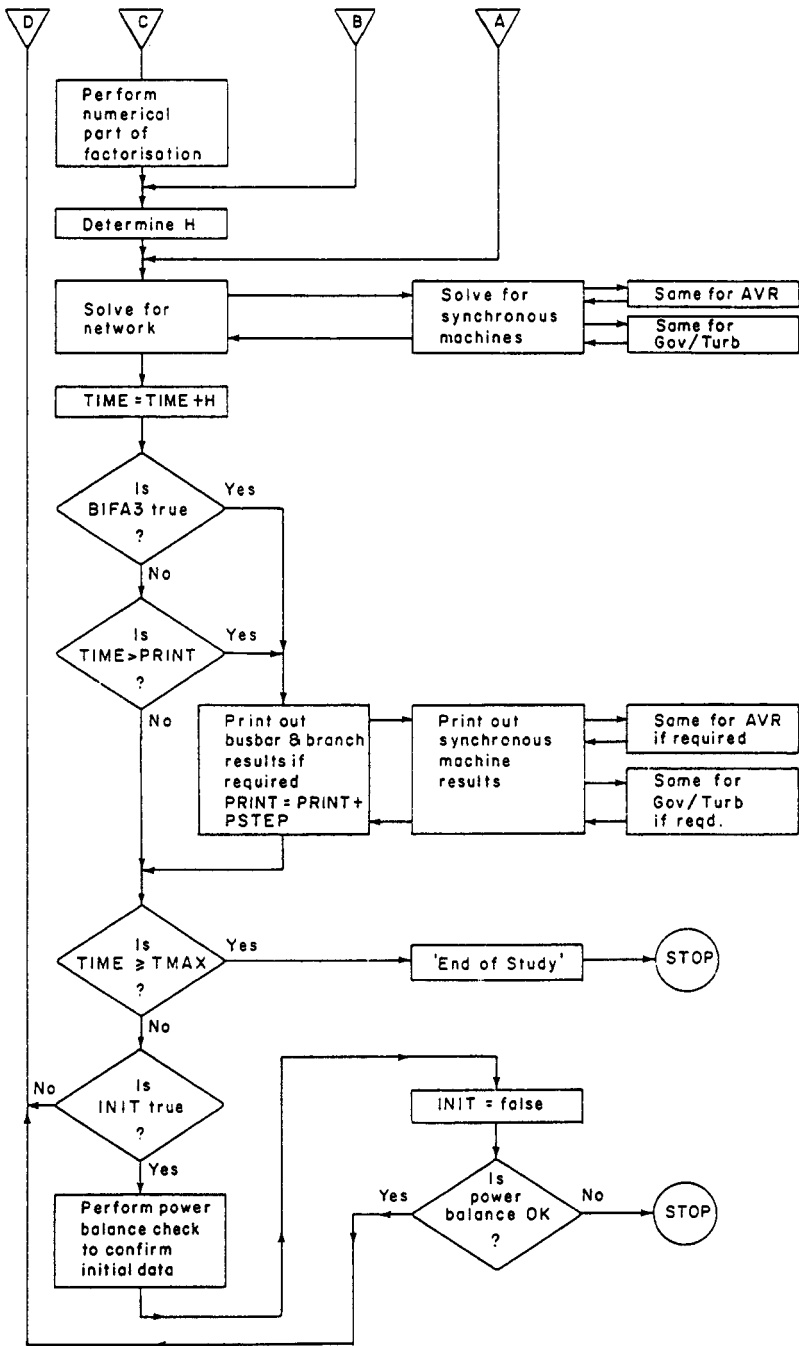 D
C
B
A
Perform
numerical
part of
factorisation
Determine H
Solve for
network
Solve for
synchronous
machines
Same for AVR
Same for
Gov/Turb
TIME = TIME + H
Is
BIFA3 true
?
Yes
No
Is
TIME>PRINT
?
Yes
No
Print out
busbar & branch
results if
required
PRINT = PRINT +
PSTEP
Print out
synchronous
machine
results
Same for AVR
if required
Same for
Gov/Turb
if reqd.
Is
TIME ≥ TMAX
?
Yes
'End of Study'
STOP
No
Is
INIT true
?
No
Yes
INIT = false
Perform power
balance check
to confirm
initial data
Is
power
balance OK
?
Yes
No
STOP